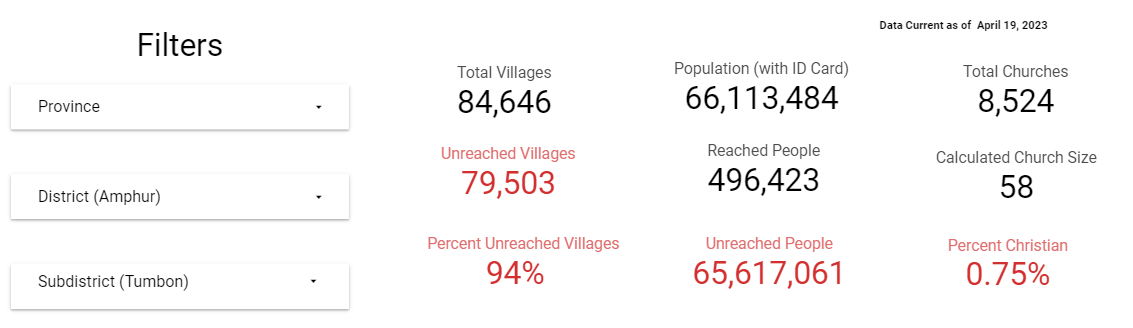 Data Current as of April 19, 2023
Filters
Province
District (Amphur)
Subdistrict (Tumbon)
Total Villages
84,646
Population (with ID Card)
66,113,484
Total Churches
8,524
Unreached Villages
79,503
Reached People
496,423
Calculated Church Size
58
Percent Unreached Villages
94%
Unreached People
65,617,061
Percent Christian
0.75%